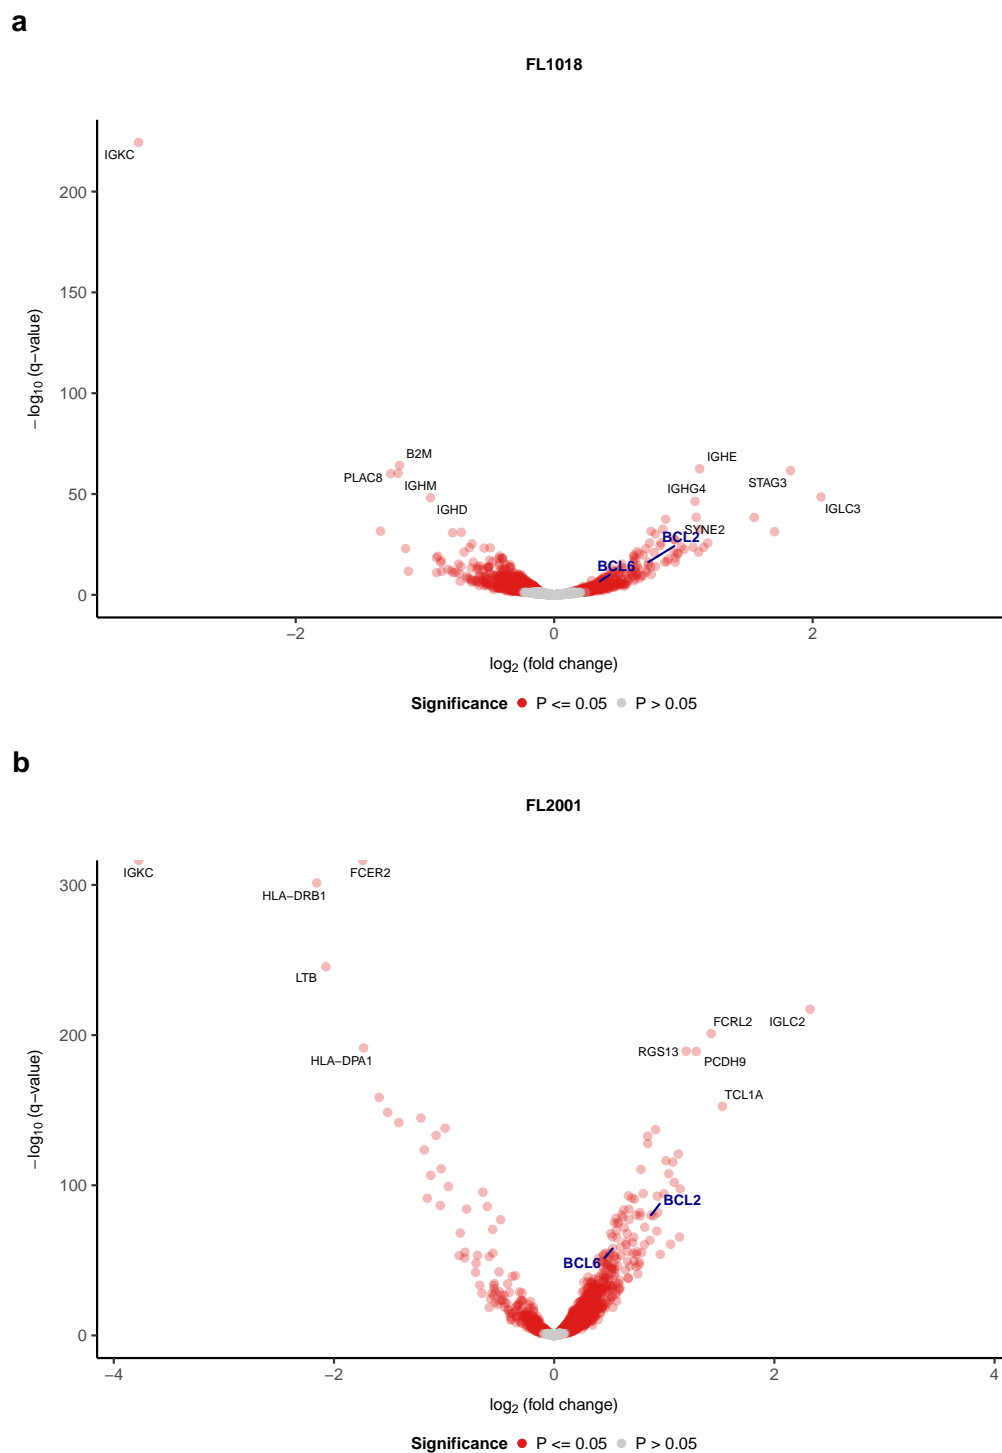 a
FL1018
IGKC
200
150
−log10 (q−value)
100
B2M
IGHE
PLAC8
STAG3
IGHM
IGHG4
50
IGHD
IGLC3
SYNE2
BCL2
BCL6
0
−2
0
2
log2 (fold change)
Significance P <= 0.05 P > 0.05
b
FL2001
300
IGKC
FCER2
HLA−DRB1
LTB
FCRL2
IGLC2
200
RGS13
HLA−DPA1
PCDH9
TCL1A
−log10 (q−value)
100
BCL2
BCL6
0
−4
−2
0
2
4
log2 (fold change)
Significance P <= 0.05 P > 0.05